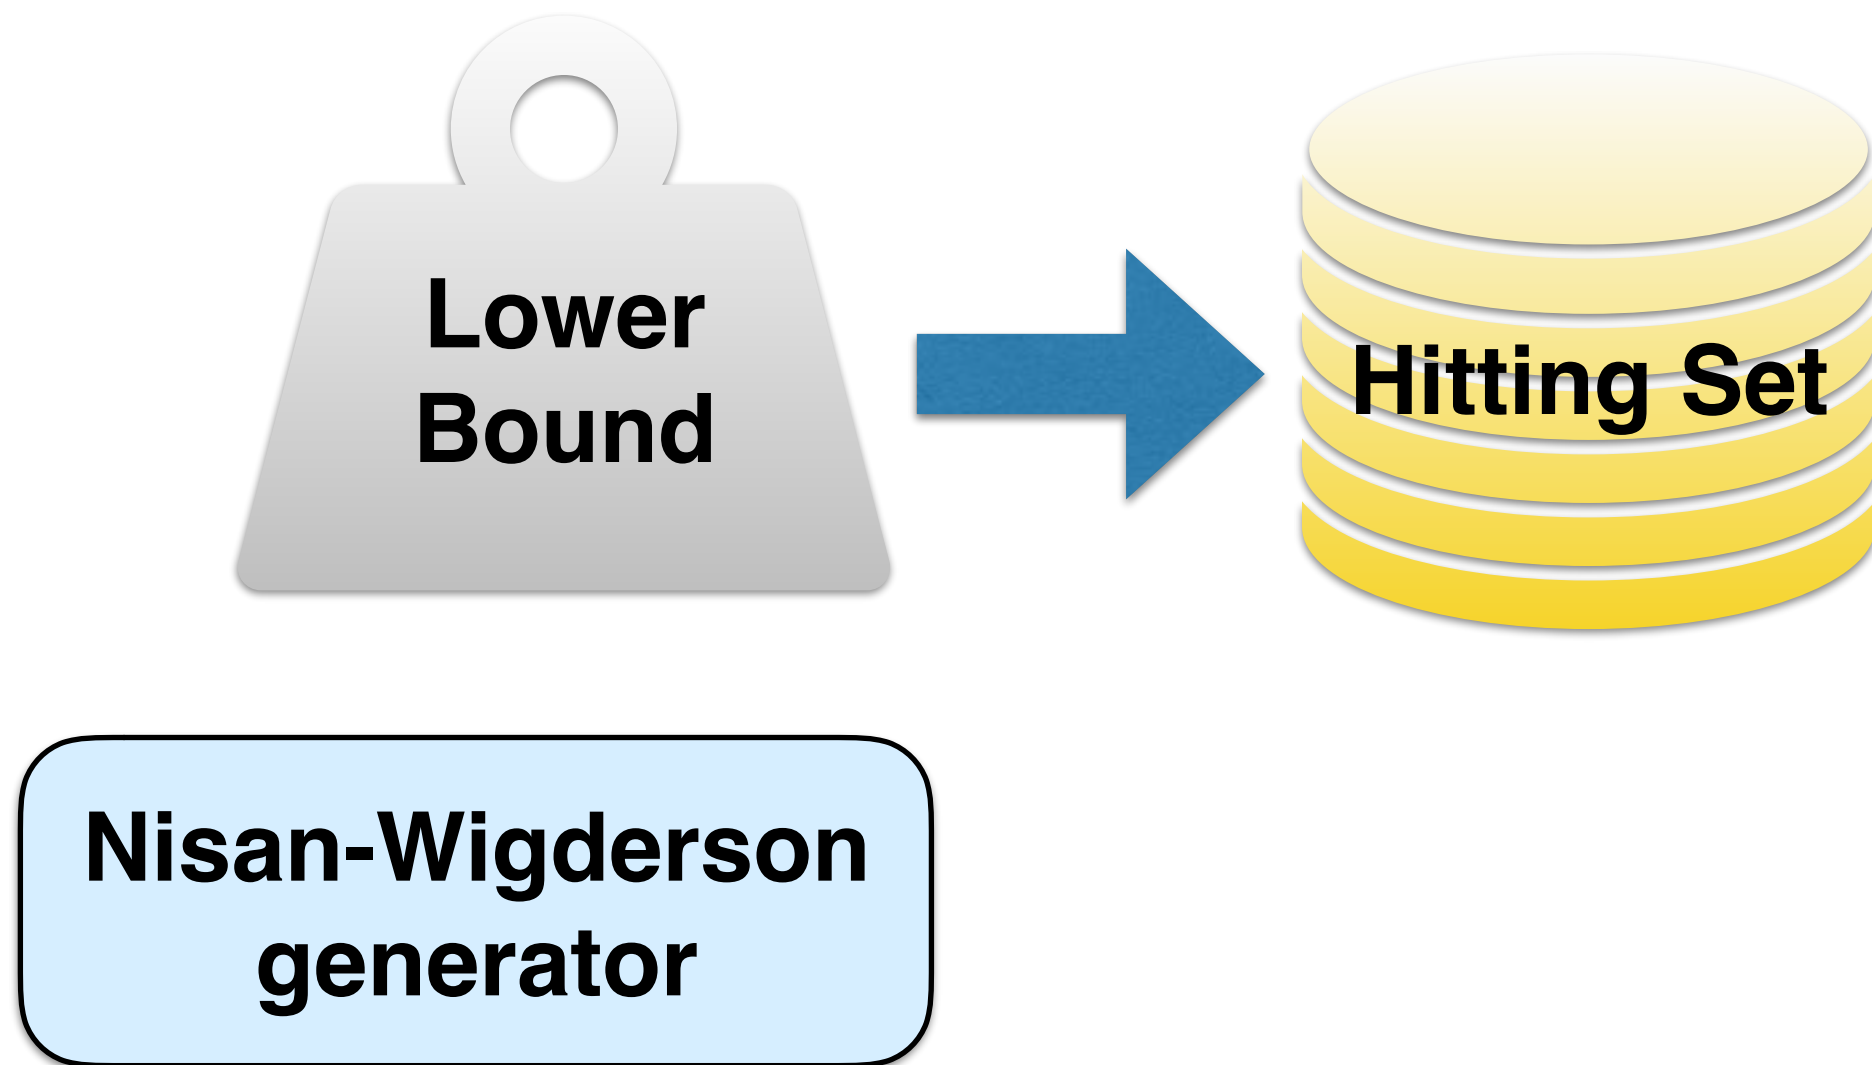 Lower
Bound
Hitting Set
Nisan-Wigderson
generator